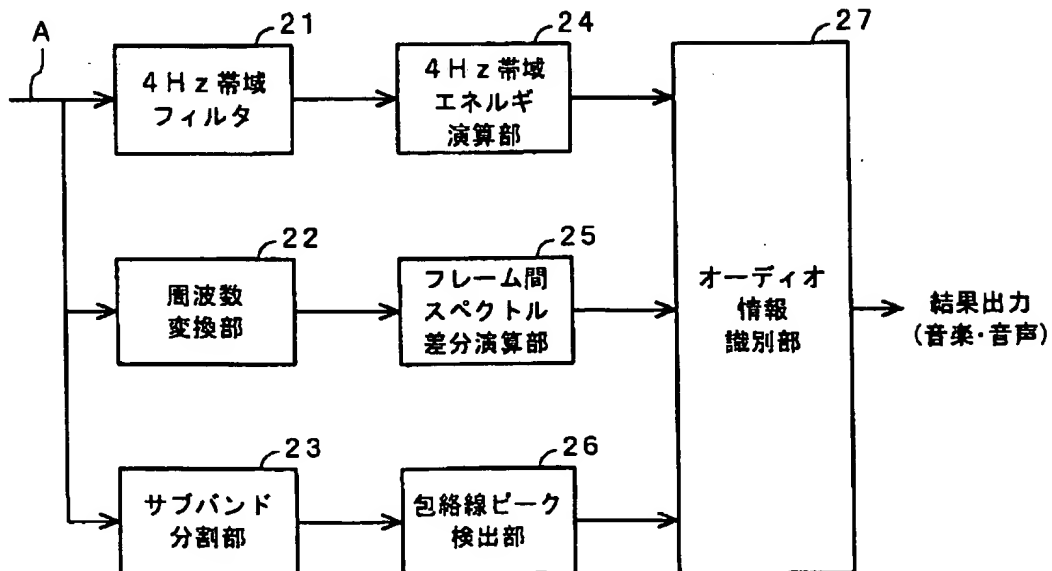 A
21
4Hz帯域
フィルタ
24
4Hz帯域
エネルギ
演算部
27
オーディオ
情報
識別部
22
周波数
変換部
25
フレーム間
スペクトル
差分演算部
結果出力
(音楽・音声)
23
サブバンド
分割部
26
包絡線ピーク
検出部